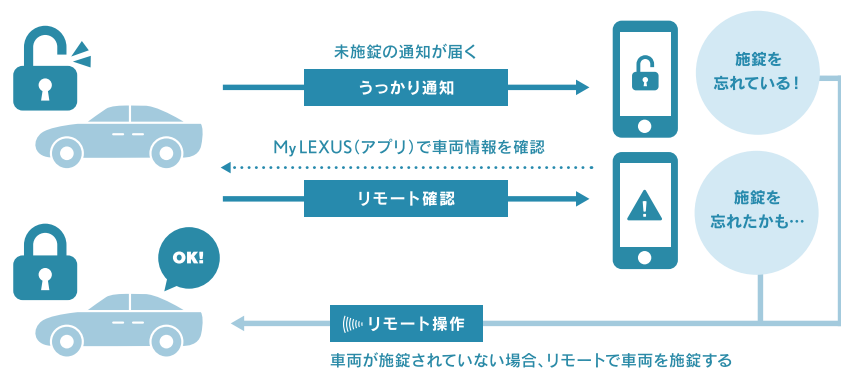 未施錠の通知が届く
うっかり通知
施錠を
忘れている！
My LEXUS（アプリ）で車両情報を確認
リモート確認
施錠を
忘れたかも…
OK!
リモート操作
車両が施錠されていない場合、リモートで車両を施錠する